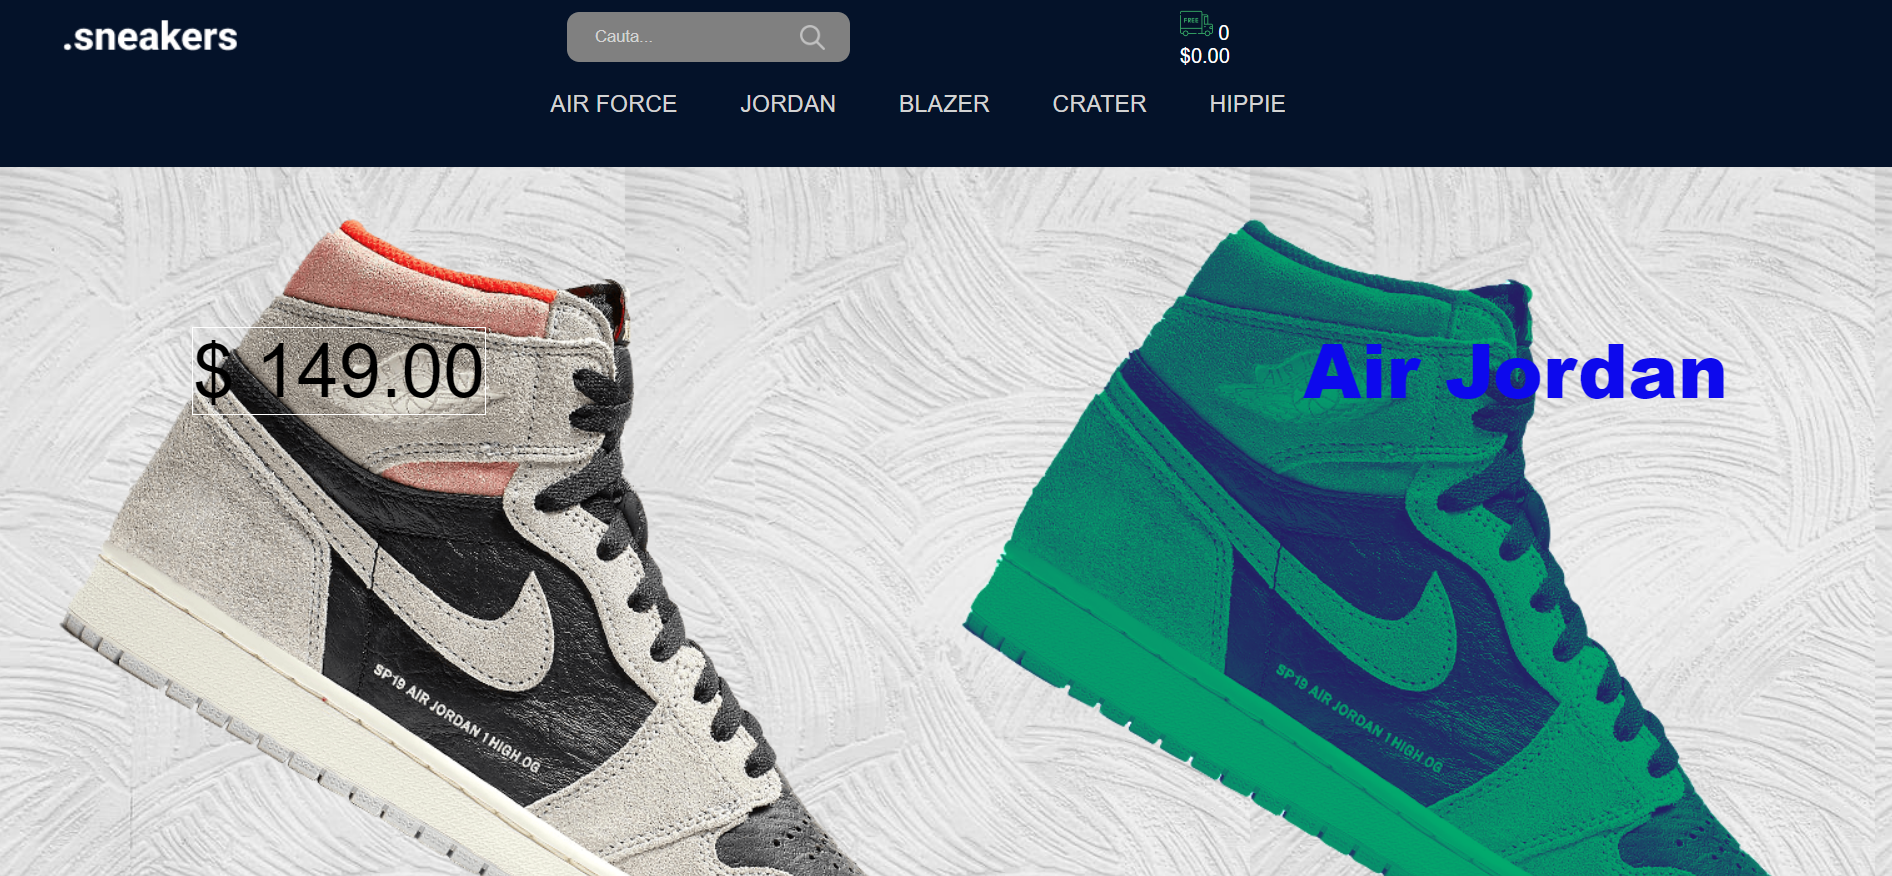 .sneakers
Cauta...
FREE
0
$0.00
AIR FORCE
JORDAN
BLAZER
CRATER
HIPPIE
$ 149.00
Air Jordan
SP19 AIR JORDAN 1 HIGH OG
SP19 AIR JORDAN 1 HIGH OG